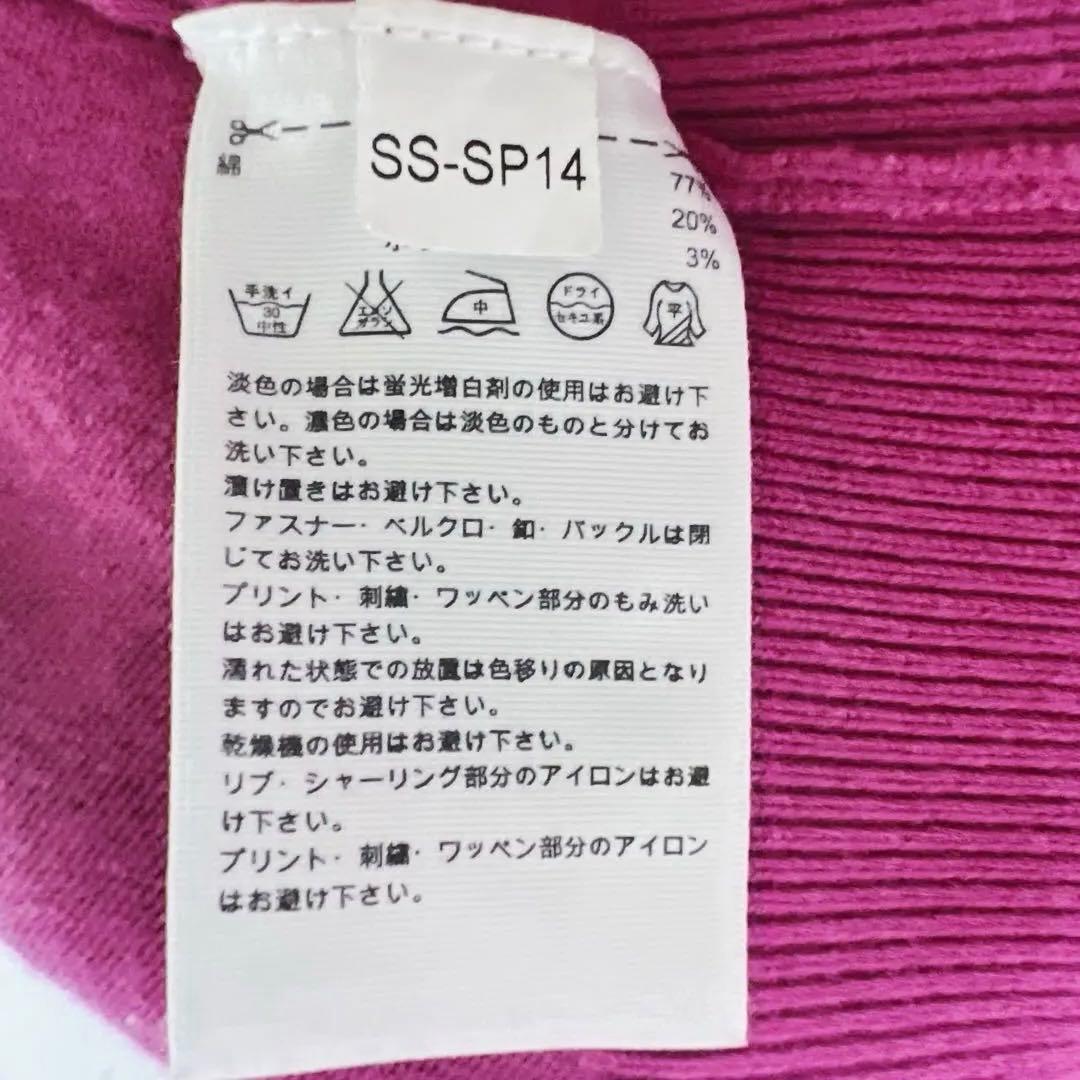 SS-SP14
綿 77%
20%
3%
手洗イ
30
中性
エンソ
サラシ
中
ドライ
セキユ系
平
淡色の場合は蛍光増白剤の使用はお避け下
さい。濃色の場合は淡色のものと分けてお
洗い下さい。
漬け置きはお避け下さい。
ファスナー・ベルクロ・釦・バックルは閉
じてお洗い下さい。
プリント・刺繍・ワッペン部分のもみ洗い
はお避け下さい。
濡れた状態での放置は色移りの原因となり
ますのでお避け下さい。
乾燥機の使用はお避け下さい。
リブ・シャーリング部分のアイロンはお避
け下さい。
プリント・刺繍・ワッペン部分のアイロン
はお避け下さい。